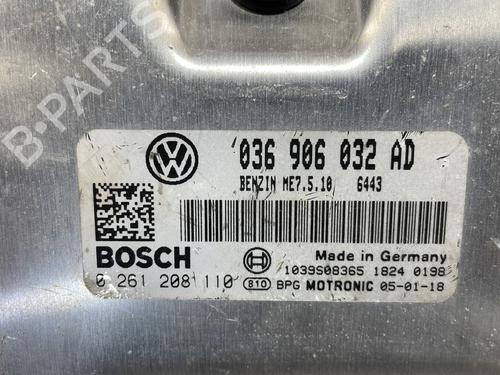 B-PARTS
036 906 032 AD
BENZIN ME7.5.10 6443
BOSCH
Made in Germany
1039S08365 1824 0198
0 261 208 110
810 BPG MOTRONIC 05-01-18